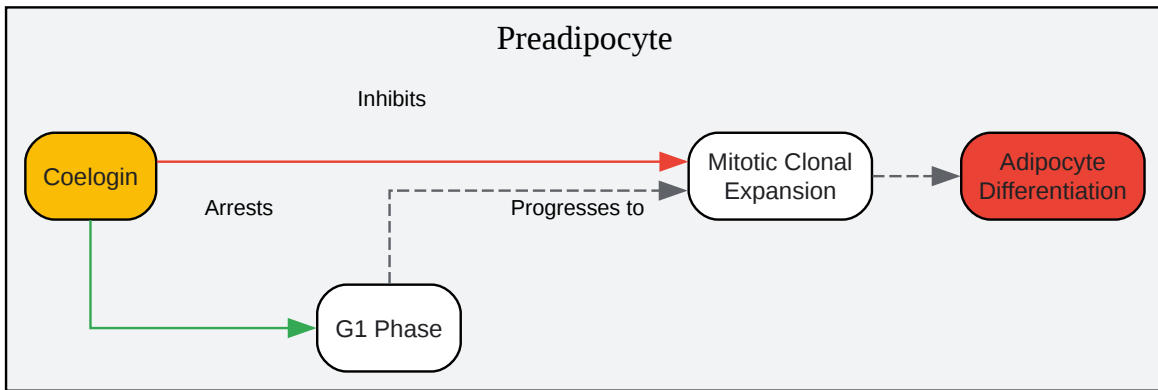 Preadipocyte
Inhibits
Coelogin
Mitotic Clonal
Expansion
Adipocyte
Differentiation
Arrests
Progresses to
G1 Phase